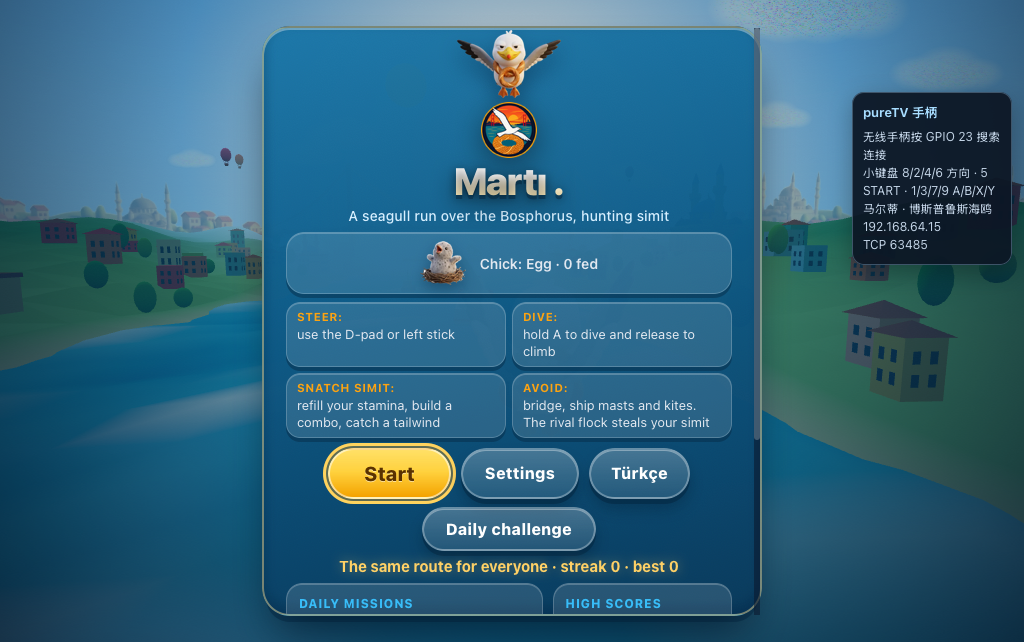 Martı .
A seagull run over the Bosphorus, hunting simit
Chick: Egg · 0 fed
STEER:
use the D-pad or left stick
DIVE:
hold A to dive and release to
climb
SNATCH SIMIT:
refill your stamina, build a
combo, catch a tailwind
AVOID:
bridge, ship masts and kites.
The rival flock steals your simit
Start
Settings
Türkçe
Daily challenge
The same route for everyone · streak 0 · best 0
DAILY MISSIONS
HIGH SCORES
pureTV 手柄
无线手柄按 GPIO 23 搜索
连接
小键盘 8/2/4/6 方向 · 5
START · 1/3/7/9 A/B/X/Y
马尔蒂 · 博斯普鲁斯海鸥
192.168.64.15
TCP 63485